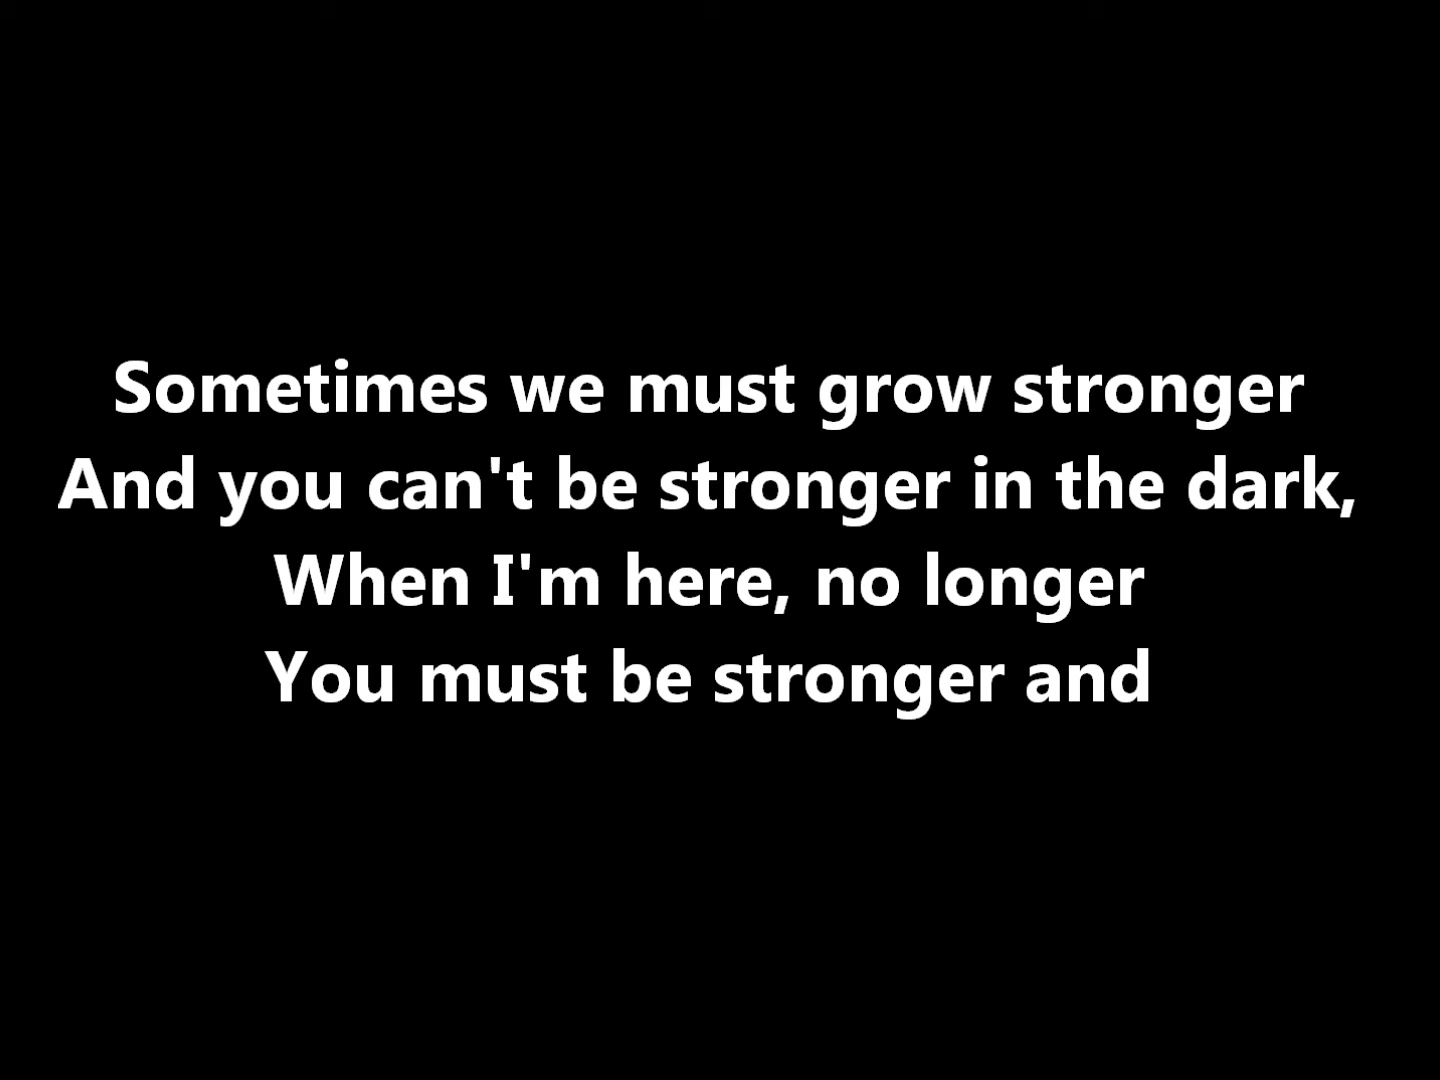 Sometimes we must grow stronger
And you can't be stronger in the dark,
When I'm here, no longer
You must be stronger and